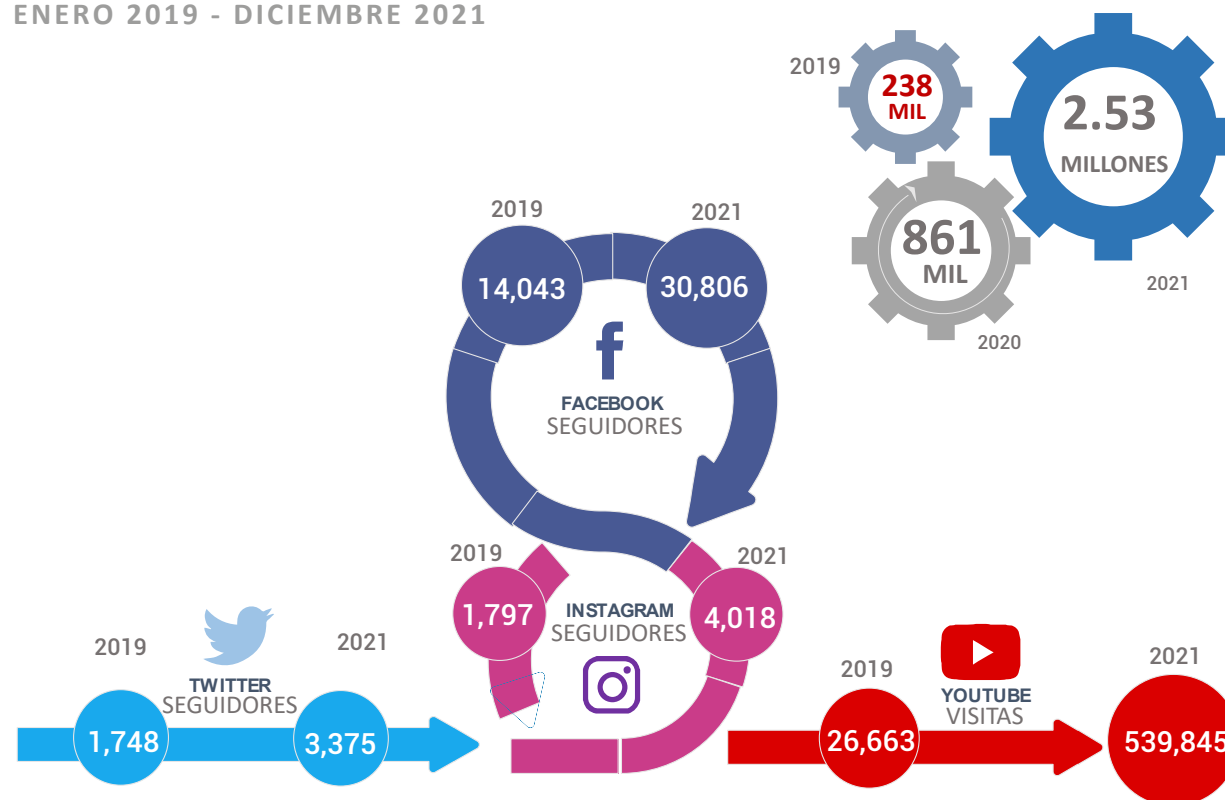 ENERO 2019 - DICIEMBRE 2021
2019
238
MIL
2.53
MILLONES
861
MIL
2021
2020
2019
2021
14,043
30,806
f
FACEBOOK
SEGUIDORES
2019
2021
1,797
INSTAGRAM
SEGUIDORES
4,018
2019
2021
TWITTER
SEGUIDORES
1,748
3,375
2019
2021
YOUTUBE
VISITAS
26,663
539,845